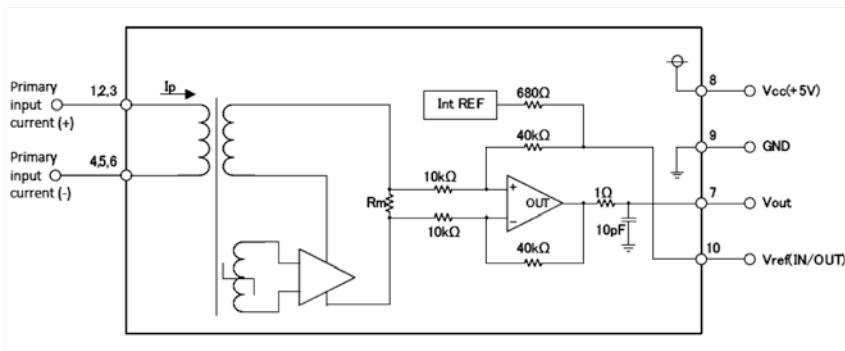 Primary
input
current (+)
1,2,3
Ip
Primary
input
current (-)
4,5,6
Int REF
680Ω
40kΩ
10kΩ
Rm
+
OUT
−
10kΩ
40kΩ
1Ω
10pF
8
Vcc(+5V)
9
GND
7
Vout
10
Vref(IN/OUT)